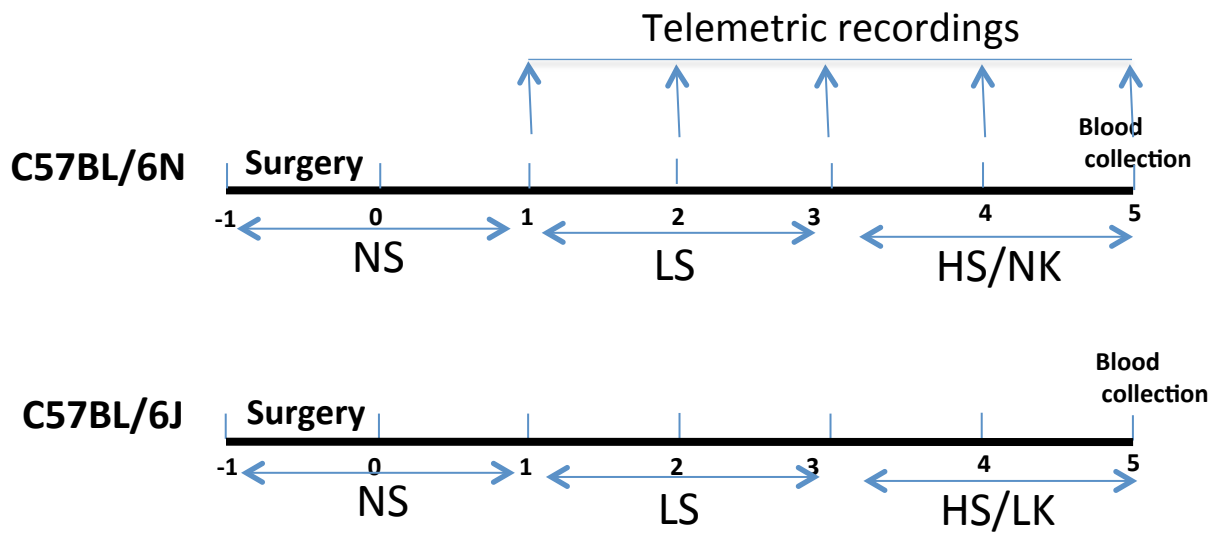 Telemetric recordings
Blood
collection
C57BL/6N
Surgery
-1 0 1 2 3 4 5
NS LS HS/NK
Blood
collection
C57BL/6J
Surgery
-1 0 1 2 3 4 5
NS LS HS/LK